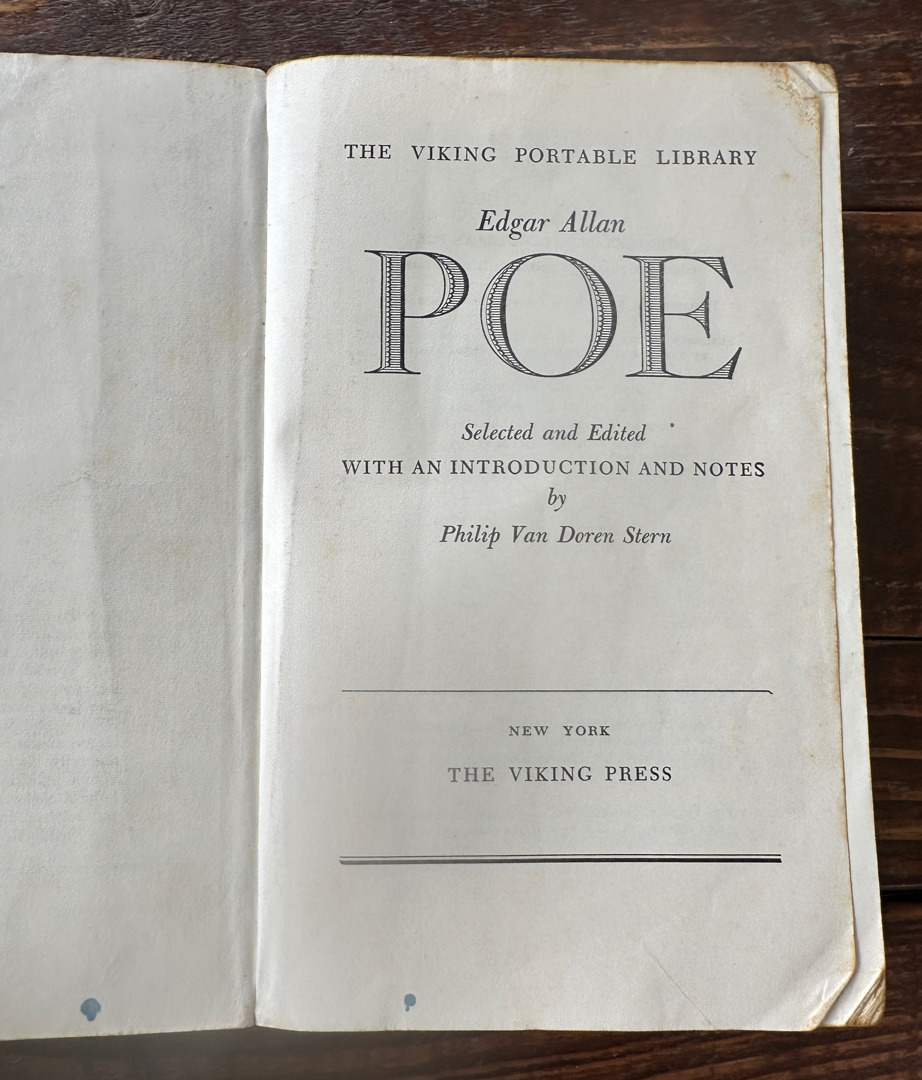 THE VIKING PORTABLE LIBRARY
Edgar Allan
POE
Selected and Edited
WITH AN INTRODUCTION AND NOTES
by
Philip Van Doren Stern
NEW YORK
THE VIKING PRESS